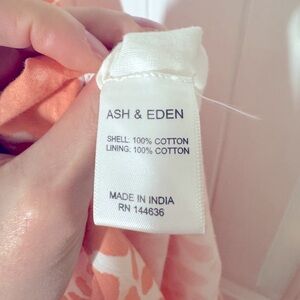 ASH & EDEN
SHELL: 100% COTTON
LINING: 100% COTTON
MADE IN INDIA
RN 144636